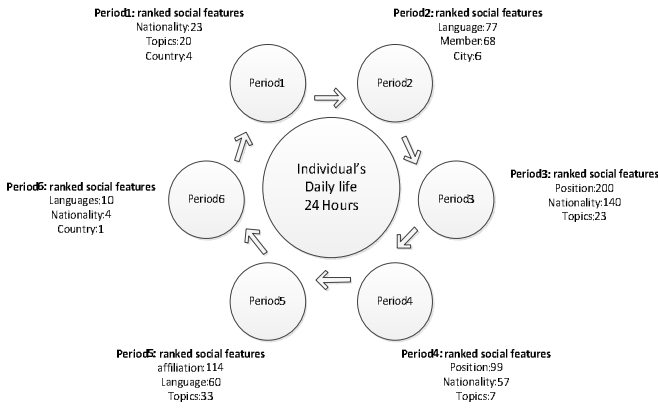 Period1: ranked social features
Nationality:23
Topics:20
Country:4
Period2: ranked social features
Language:77
Member:68
City:6
Period1
Period2
Individual's
Daily life
24 Hours
Period6: ranked social features
Languages:10
Nationality:4
Country:1
Period6
Period3
Period3: ranked social features
Position:200
Nationality:140
Topics:23
Period5
Period4
Period5: ranked social features
affiliation:114
Language:60
Topics:33
Period4: ranked social features
Position:99
Nationality:57
Topics:7